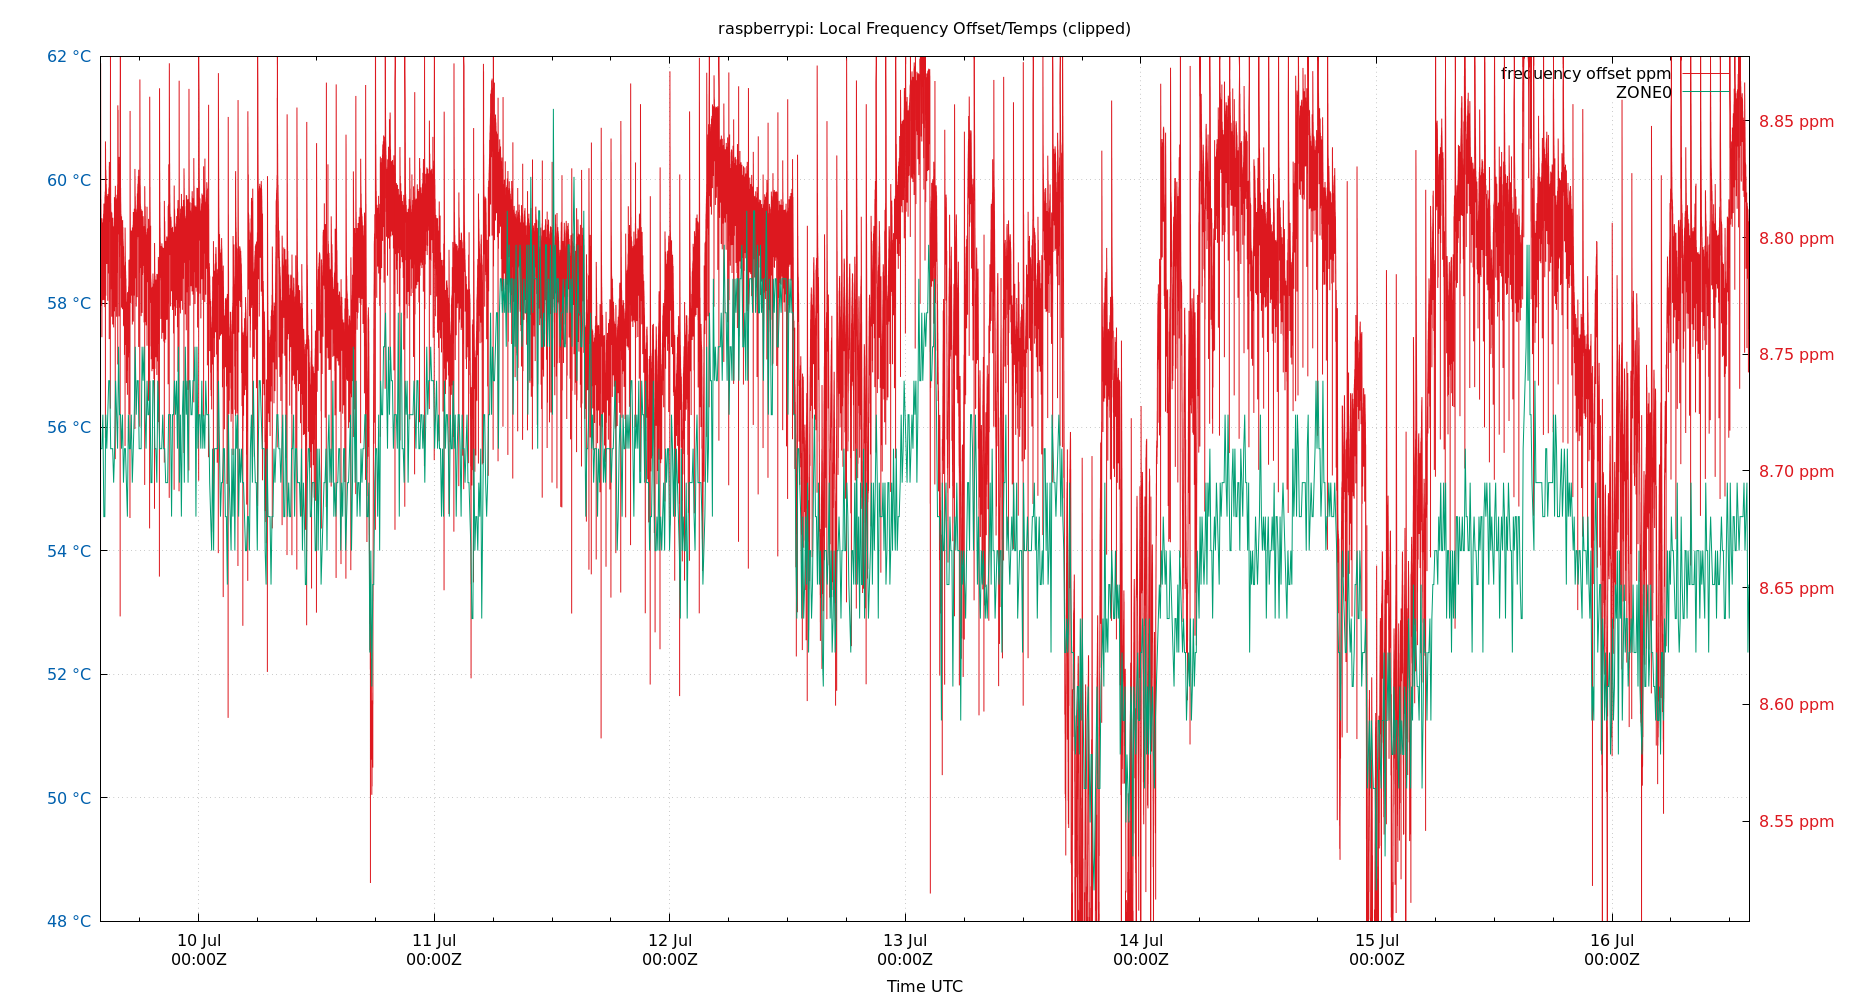 raspberrypi: Local Frequency Offset/Temps (clipped)
62 °C
60 °C
58 °C
56 °C
54 °C
52 °C
50 °C
48 °C
frequency offset ppm
ZONE0
8.85 ppm
8.80 ppm
8.75 ppm
8.70 ppm
8.65 ppm
8.60 ppm
8.55 ppm
10 Jul
00:00Z
11 Jul
00:00Z
12 Jul
00:00Z
13 Jul
00:00Z
14 Jul
00:00Z
15 Jul
00:00Z
16 Jul
00:00Z
Time UTC